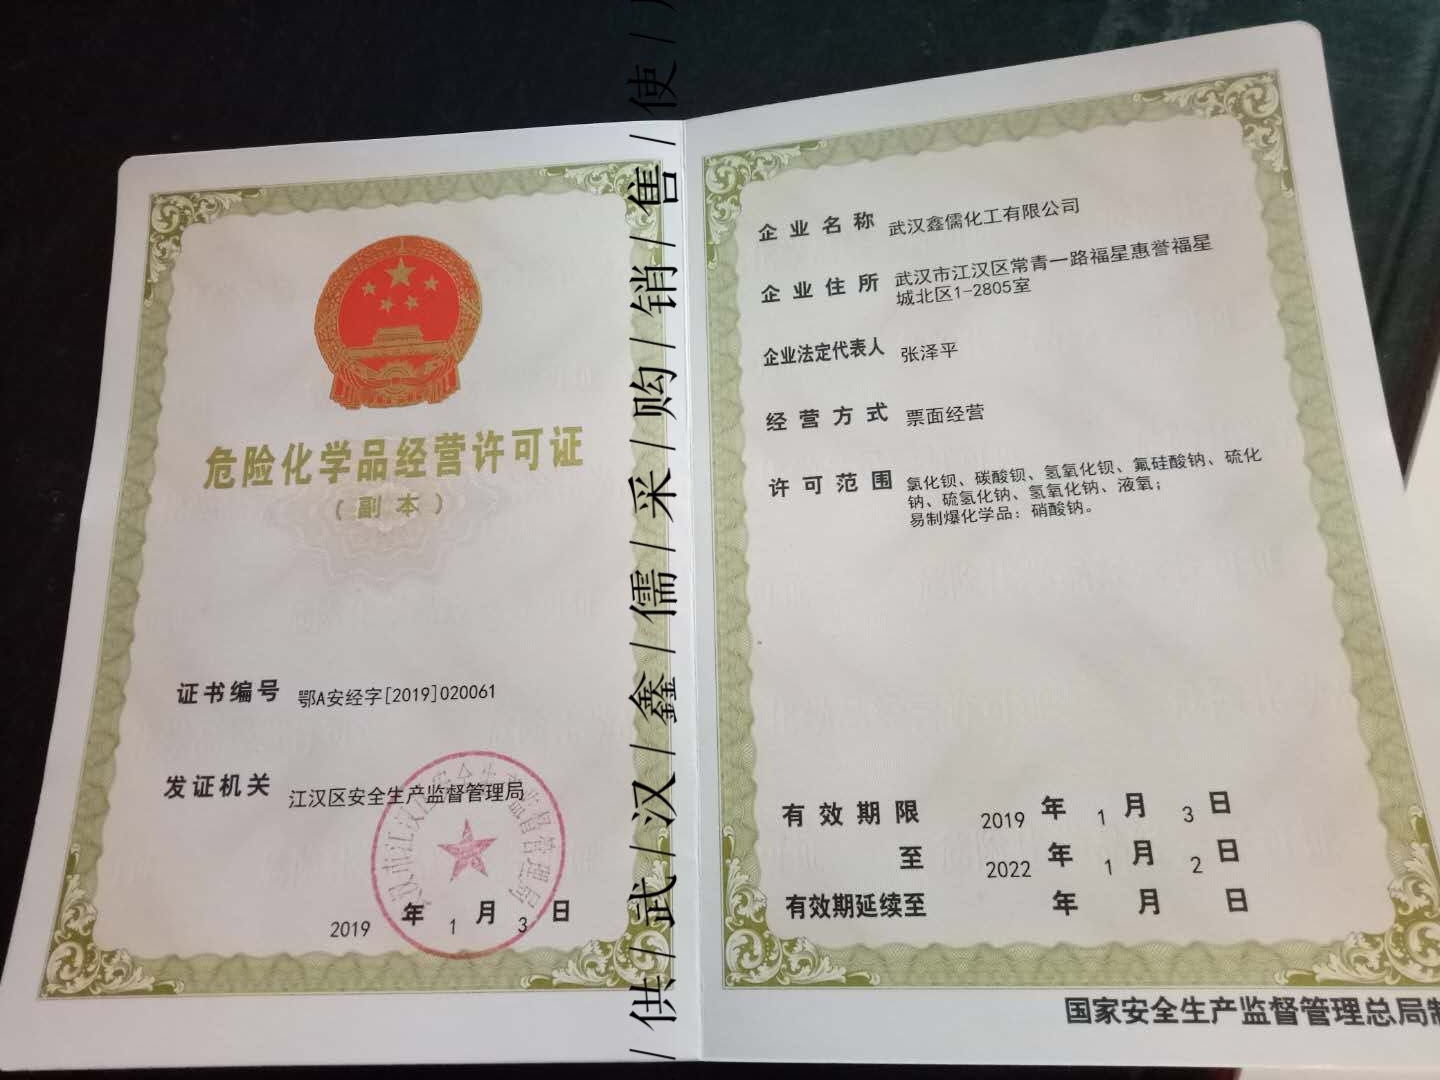 危险化学品经营许可证
（副本）
证书编号 鄂A安经字[2019]020061
发证机关 江汉区安全生产监督管理局
2019 年 1 月 3 日
供/武/汉/鑫/儒/采/购/销/售/使/
企业名称 武汉鑫儒化工有限公司
企业住所 武汉市江汉区常青一路福星惠誉福星
城北区1-2805室
企业法定代表人 张泽平
经营方式 票面经营
许可范围 氯化钡、碳酸钡、氢氧化钡、氟硅酸钠、硫化
钠、硫氢化钠、氢氧化钠、液氧；
易制爆化学品：硝酸钠。
有效期限 2019 年 1 月 3 日
至 2022 年 1 月 2 日
有效期延续至 年 月 日
国家安全生产监督管理总局制